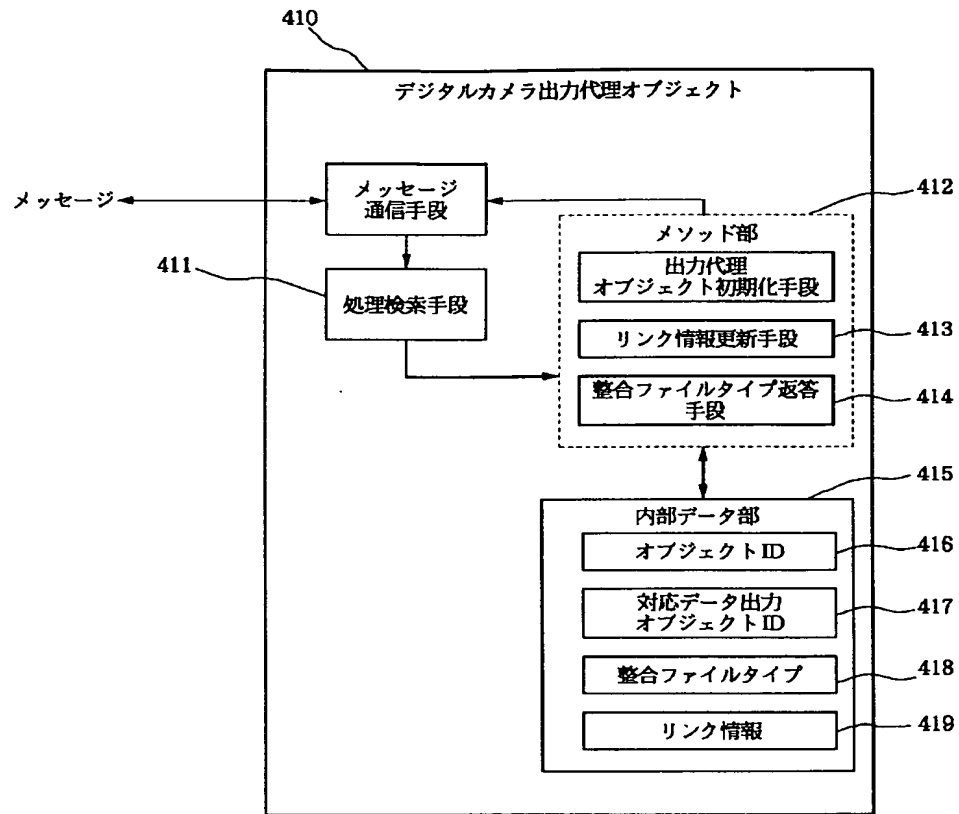 410
デジタルカメラ出力代理オブジェクト
メッセージ
メッセージ
通信手段
411
処理検索手段
412
メソッド部
出力代理
オブジェクト初期化手段
リンク情報更新手段
413
整合ファイルタイプ返答
手段
414
415
内部データ部
オブジェクトID
416
対応データ出力
オブジェクトID
417
整合ファイルタイプ
418
リンク情報
419